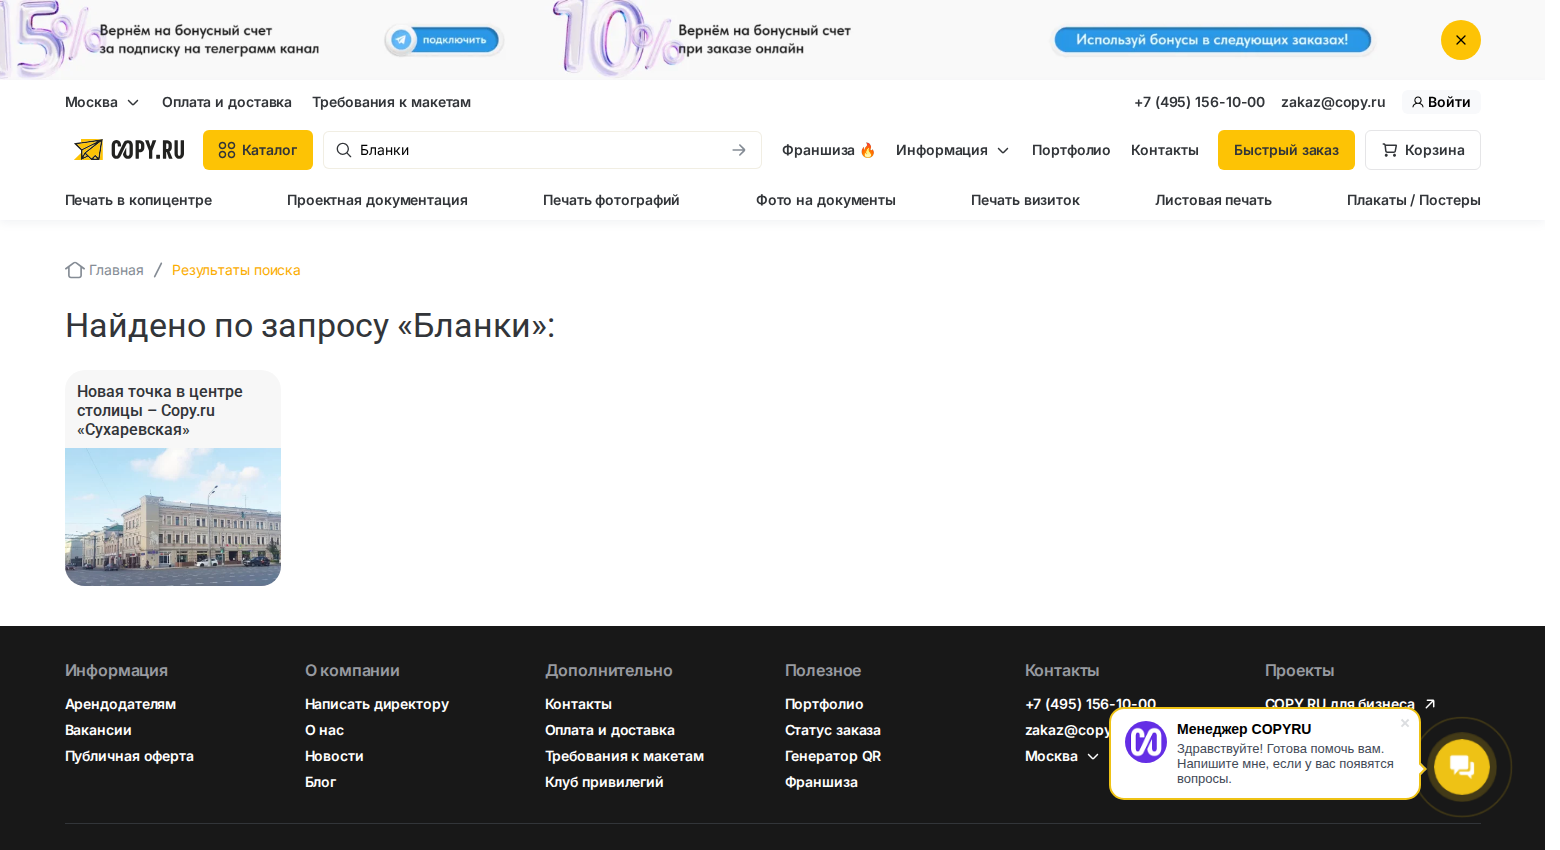 15% Вернём на бонусный счет
за подписку на телеграмм канал
подключить
10% Вернём на бонусный счет
при заказе онлайн
Используй бонусы в следующих заказах!
Москва Оплата и доставка Требования к макетам +7 (495) 156-10-00 zakaz@copy.ru Войти
COPY.RU Каталог Бланки Франшиза Информация Портфолио Контакты Быстрый заказ Корзина
Печать в копицентре Проектная документация Печать фотографий Фото на документы Печать визиток Листовая печать Плакаты / Постеры
Главная / Результаты поиска
Найдено по запросу «Бланки»:
Новая точка в центре
столицы – Copy.ru
«Сухаревская»
Информация
Арендодателям
Вакансии
Публичная оферта
О компании
Написать директору
О нас
Новости
Блог
Дополнительно
Контакты
Оплата и доставка
Требования к макетам
Клуб привилегий
Полезное
Портфолио
Статус заказа
Генератор QR
Франшиза
Контакты
+7 (495) 156-10-00
zakaz@copy
Москва
Проекты
COPY.RU для бизнеса
Менеджер COPYRU
Здравствуйте! Готова помочь вам.
Напишите мне, если у вас появятся
вопросы.